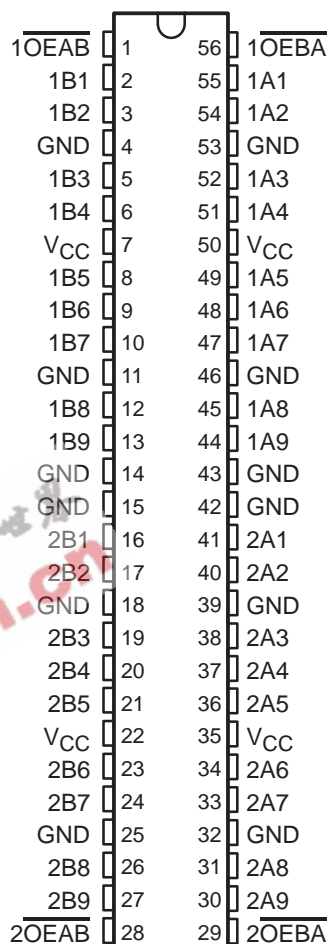 1OEAB 1 56 1OEBA
1B1 2 55 1A1
1B2 3 54 1A2
GND 4 53 GND
1B3 5 52 1A3
1B4 6 51 1A4
VCC 7 50 VCC
1B5 8 49 1A5
1B6 9 48 1A6
1B7 10 47 1A7
GND 11 46 GND
1B8 12 45 1A8
1B9 13 44 1A9
GND 14 43 GND
GND 15 42 GND
2B1 16 41 2A1
2B2 17 40 2A2
GND 18 39 GND
2B3 19 38 2A3
2B4 20 37 2A4
2B5 21 36 2A5
VCC 22 35 VCC
2B6 23 34 2A6
2B7 24 33 2A7
GND 25 32 GND
2B8 26 31 2A8
2B9 27 30 2A9
2OEAB 28 29 2OEBA